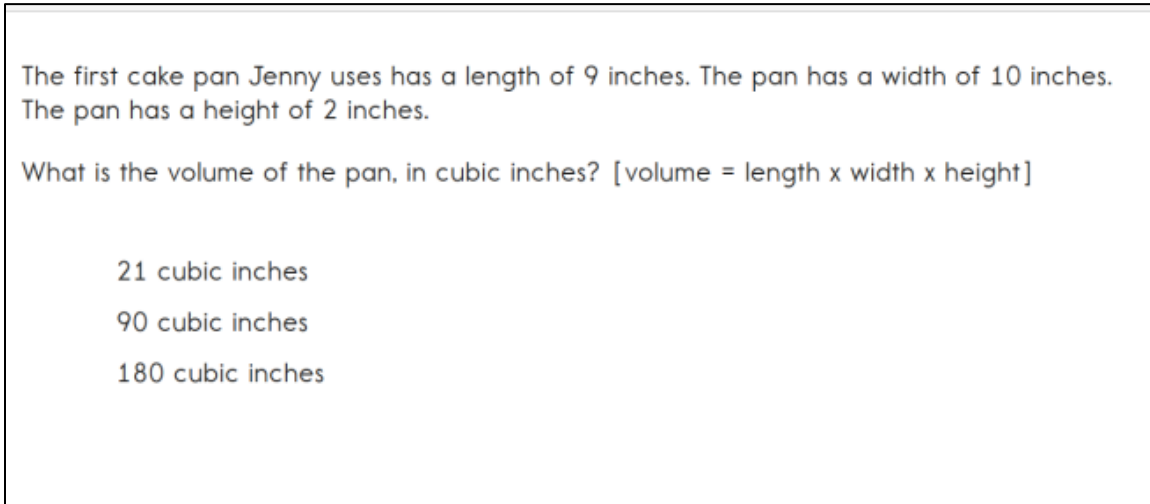 The first cake pan Jenny uses has a length of 9 inches. The pan has a width of 10 inches.
The pan has a height of 2 inches.
What is the volume of the pan, in cubic inches? [volume = length x width x height]
21 cubic inches
90 cubic inches
180 cubic inches